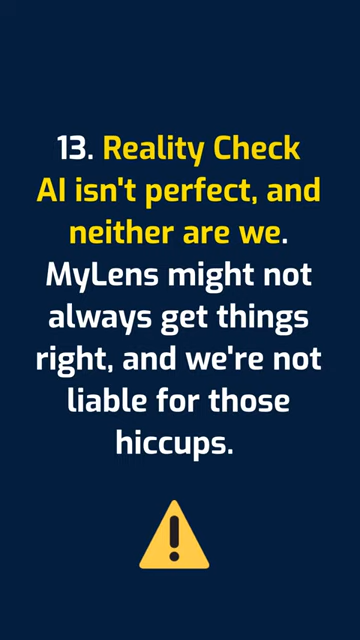 13. Reality Check
AI isn't perfect, and
neither are we.
MyLens might not
always get things
right, and we're not
liable for those
hiccups.